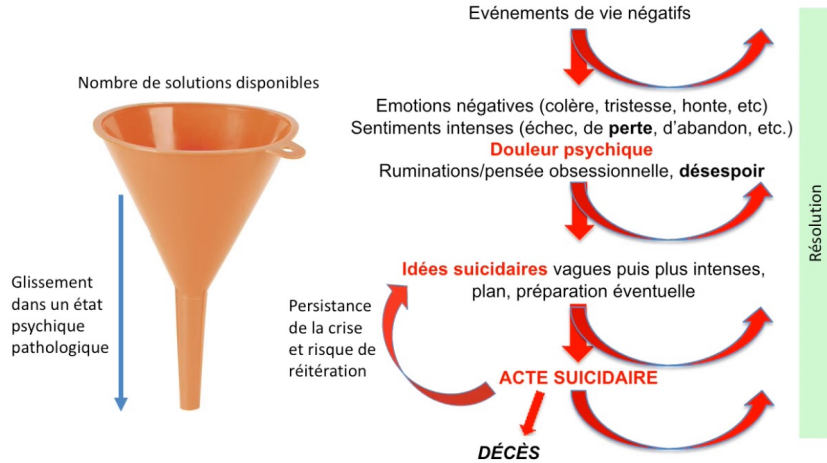 Evénements de vie négatifs
Nombre de solutions disponibles
Emotions négatives (colère, tristesse, honte, etc)
Sentiments intenses (échec, de perte, d'abandon, etc.)
Douleur psychique
Ruminations/pensée obsessionnelle, désespoir
Glissement
dans un état
psychique
pathologique
Idées suicidaires vagues puis plus intenses,
plan, préparation éventuelle
Persistance
de la crise
et risque de
réitération
ACTE SUICIDAIRE
DÉCÈS
Résolution